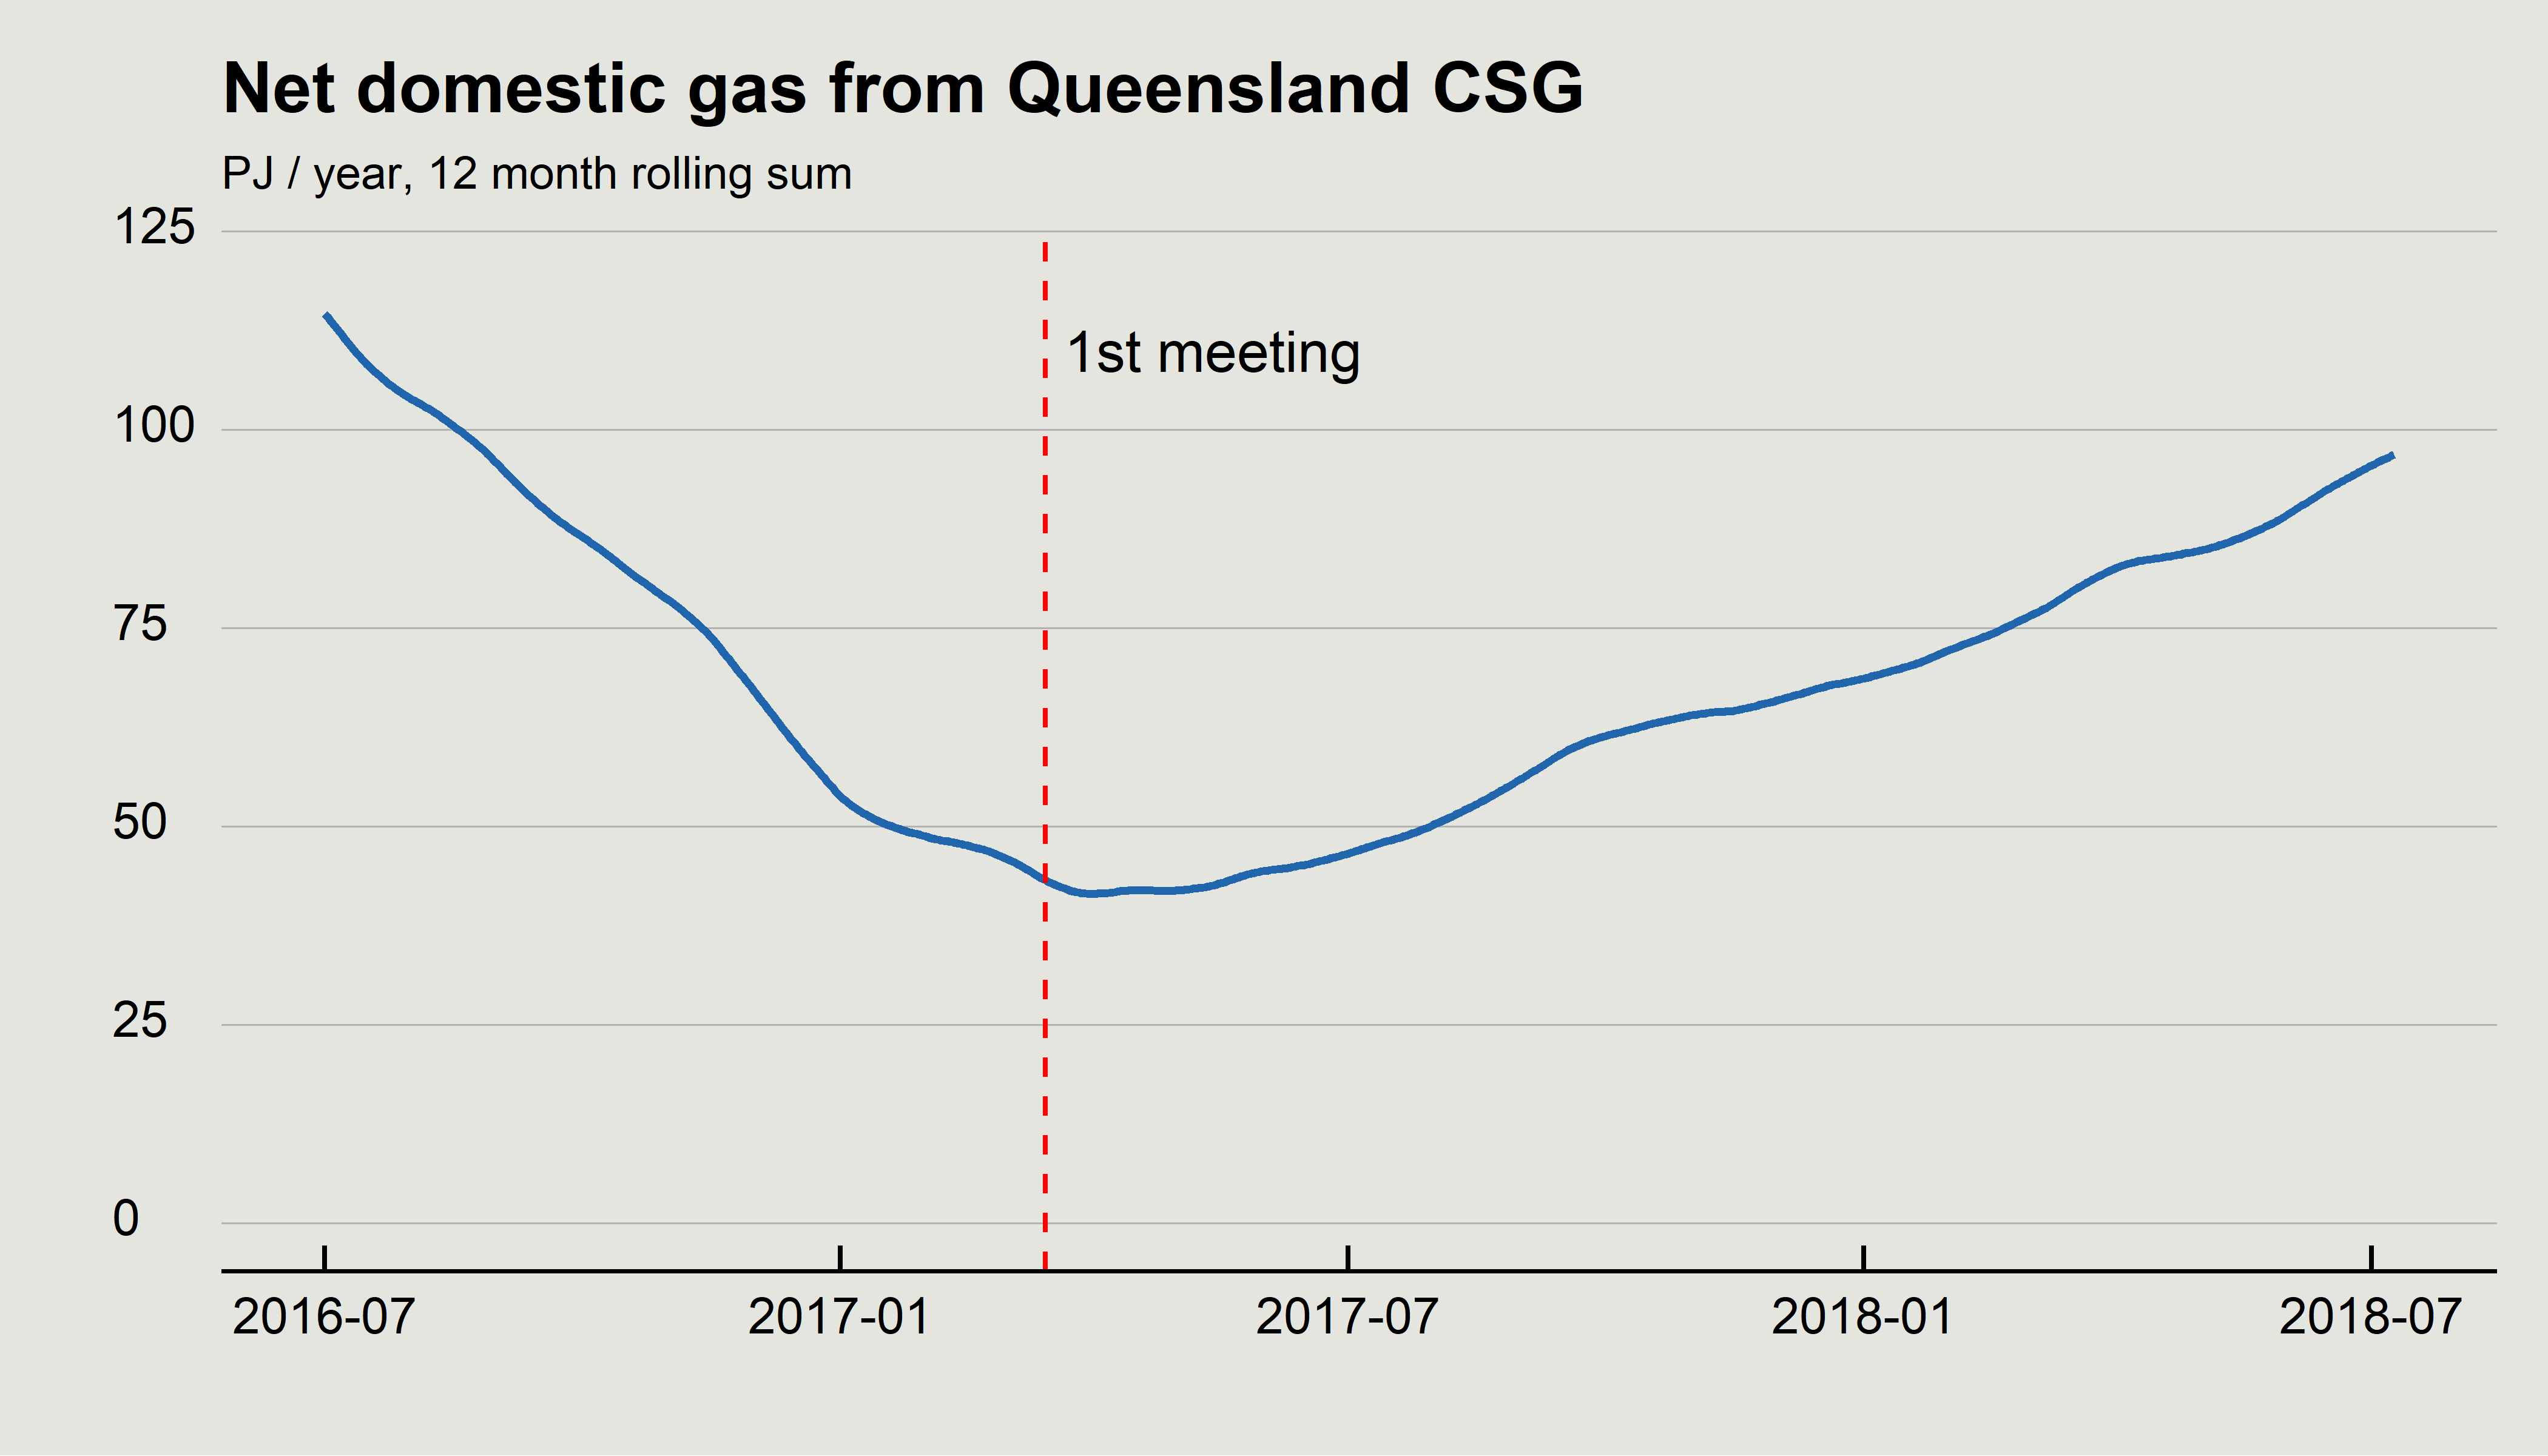 Net domestic gas from Queensland CSG
PJ / year, 12 month rolling sum
125
1st meeting
100
75
50
25
0
2016-07 2017-01 2017-07 2018-01 2018-07